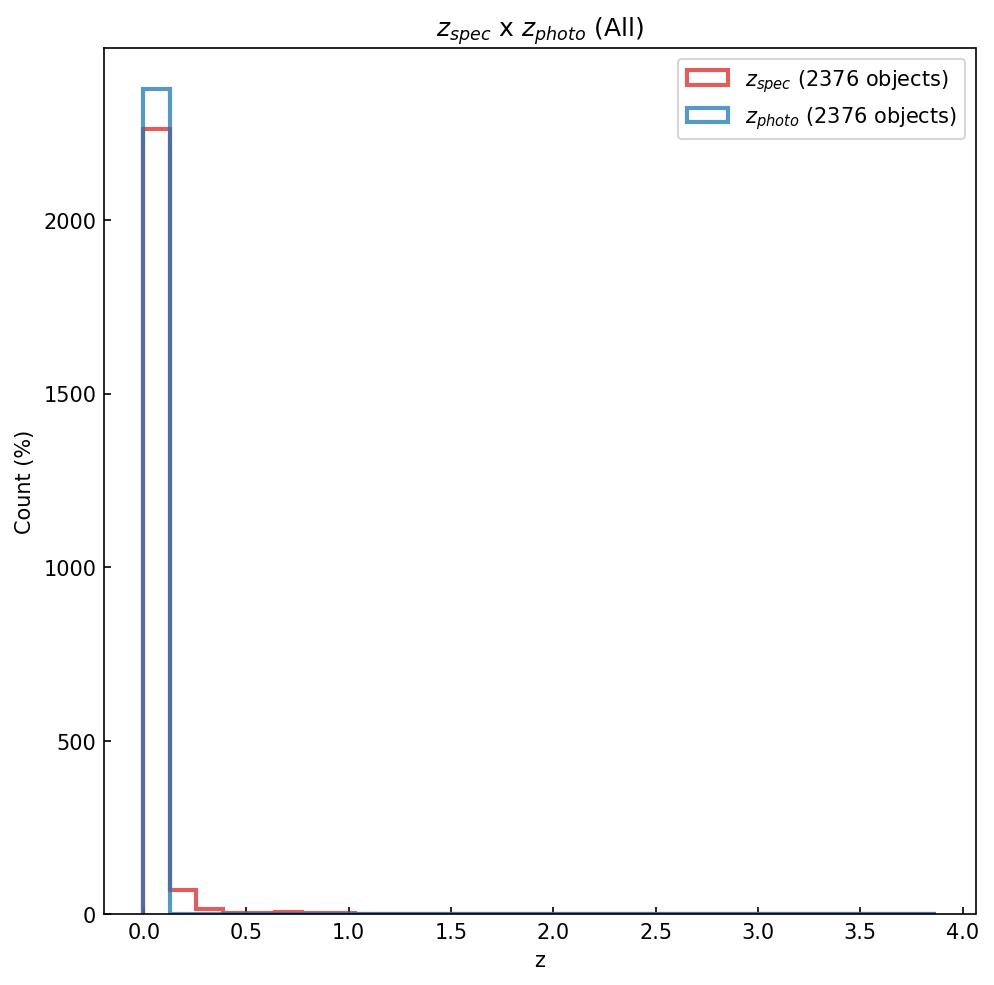 z_spec x z_photo (All)
z_spec (2376 objects)
z_photo (2376 objects)
Count (%)
2000
1500
1000
500
0
0.0 0.5 1.0 1.5 2.0 2.5 3.0 3.5 4.0
z